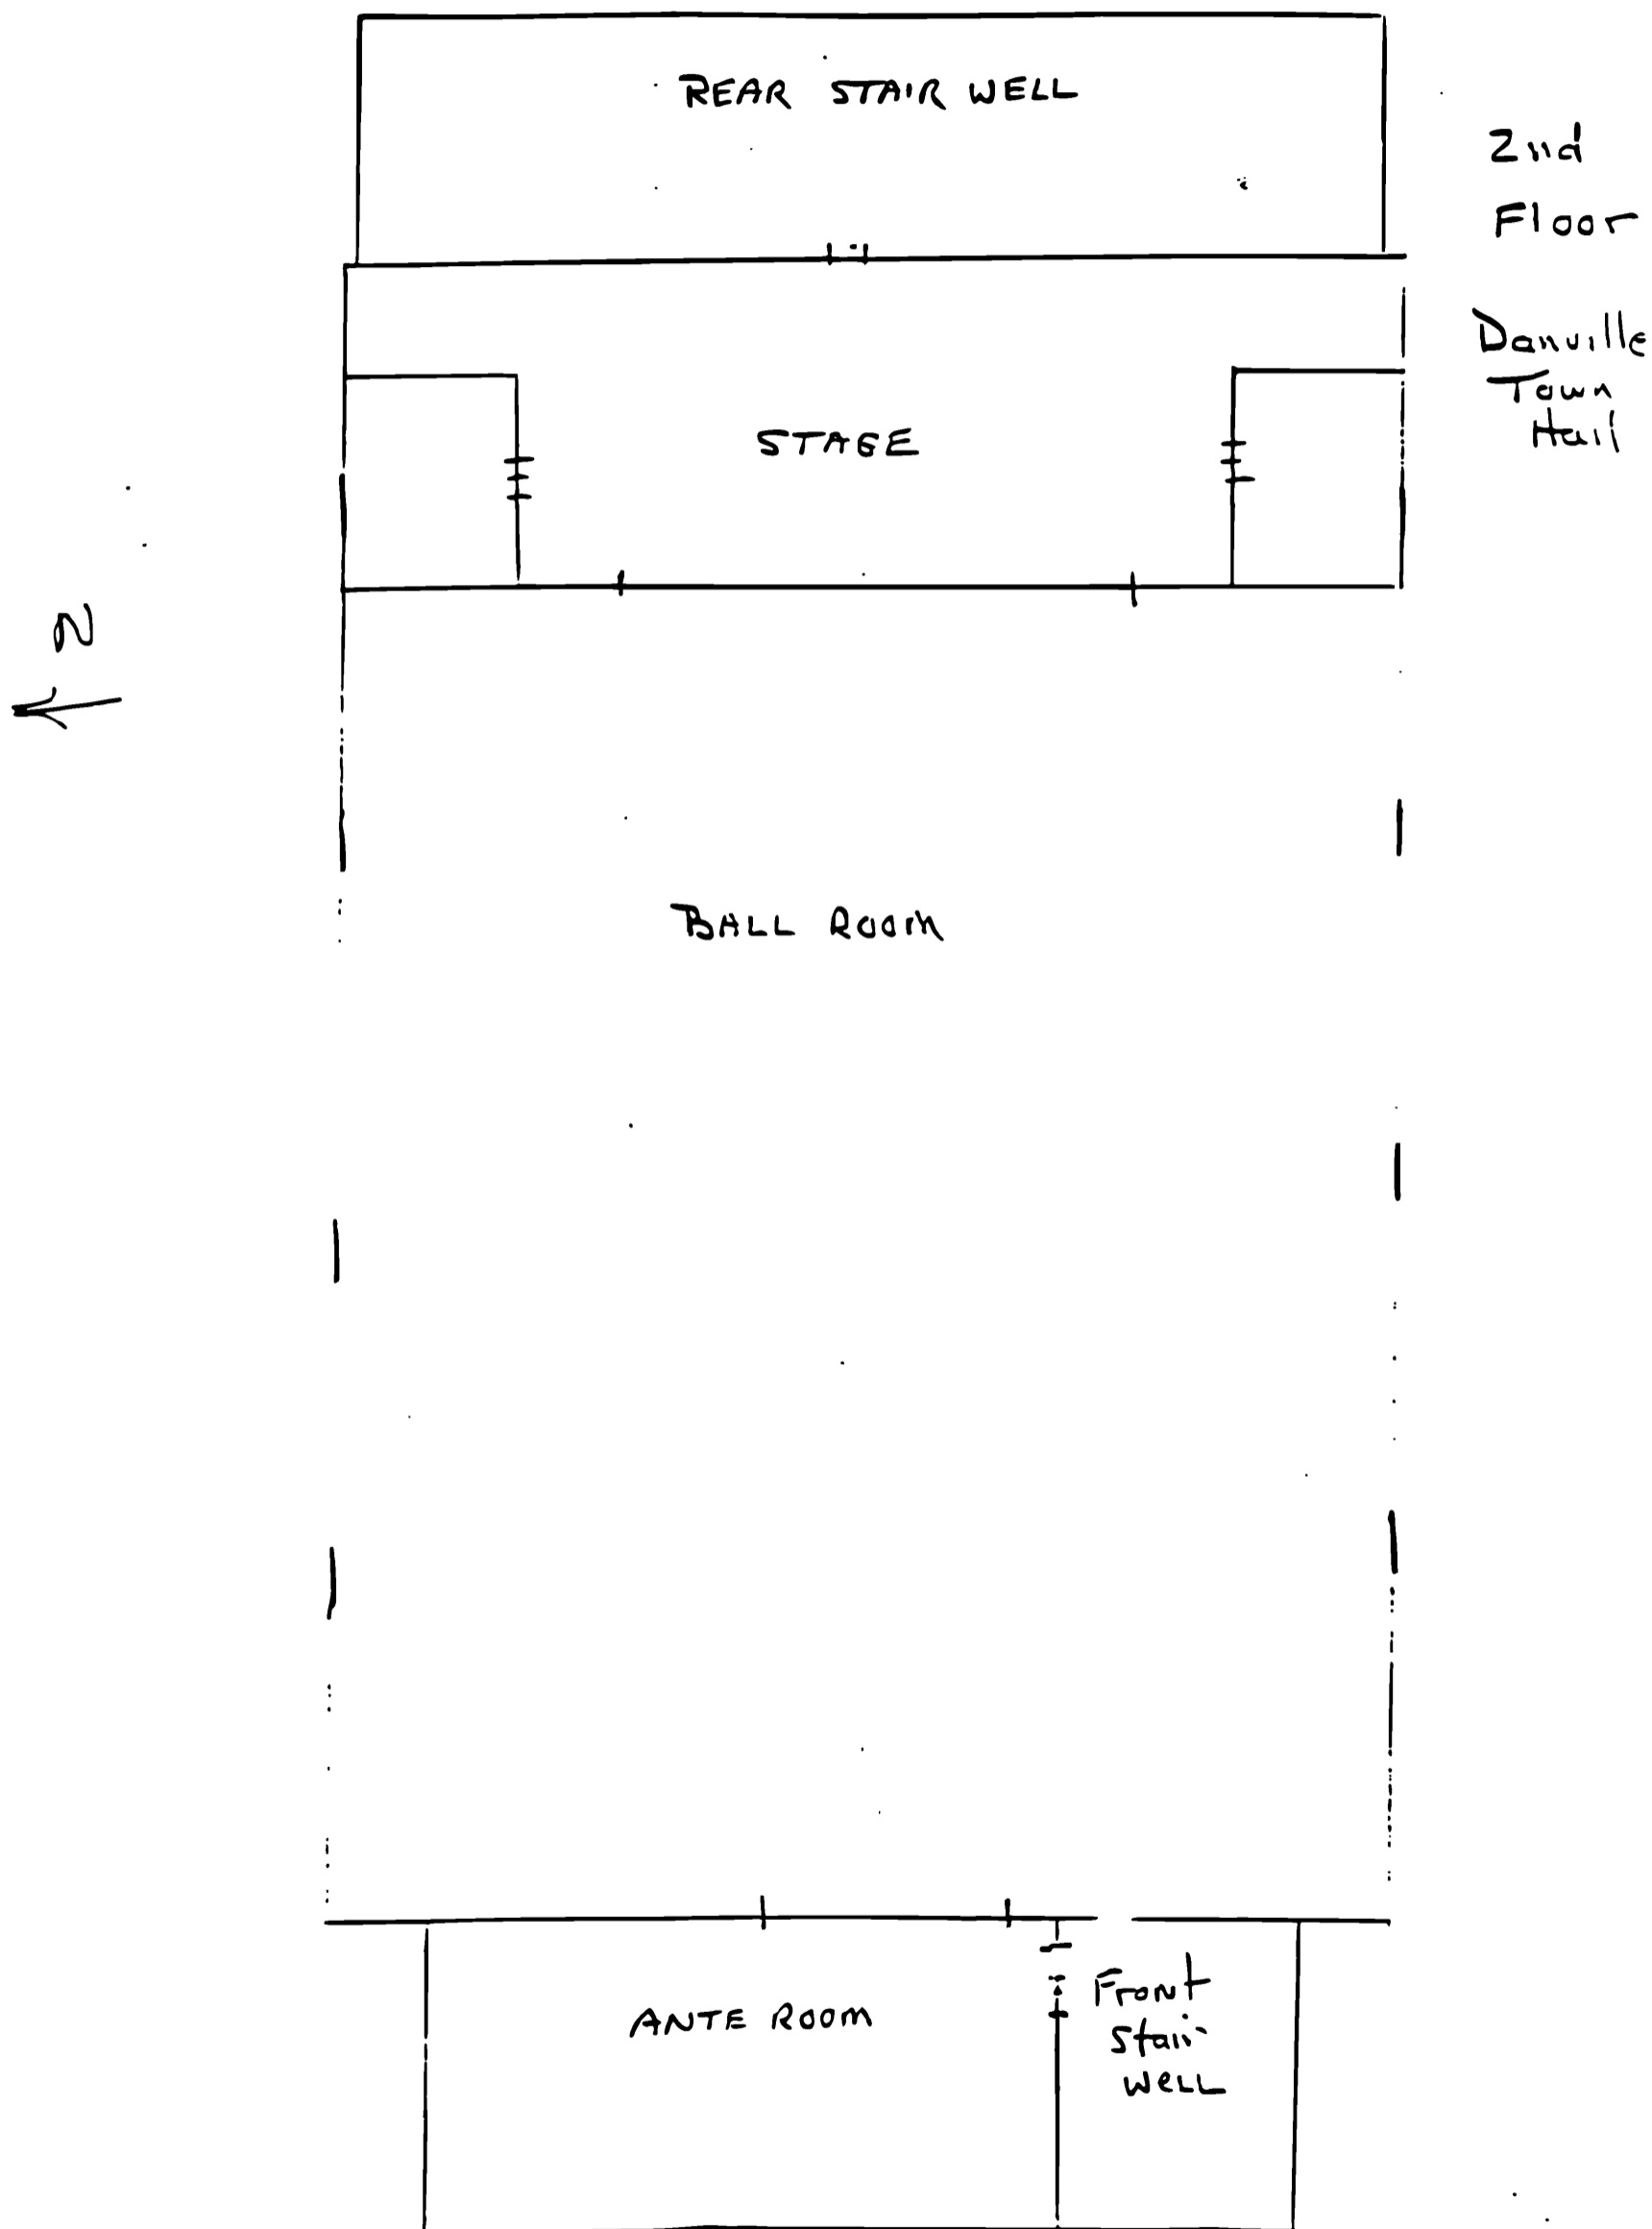 REAR STAIR WELL
2nd
Floor
Danville
Town
Hall
STAGE
N
BALL ROOM
ANTE ROOM
Front
Stair
Well